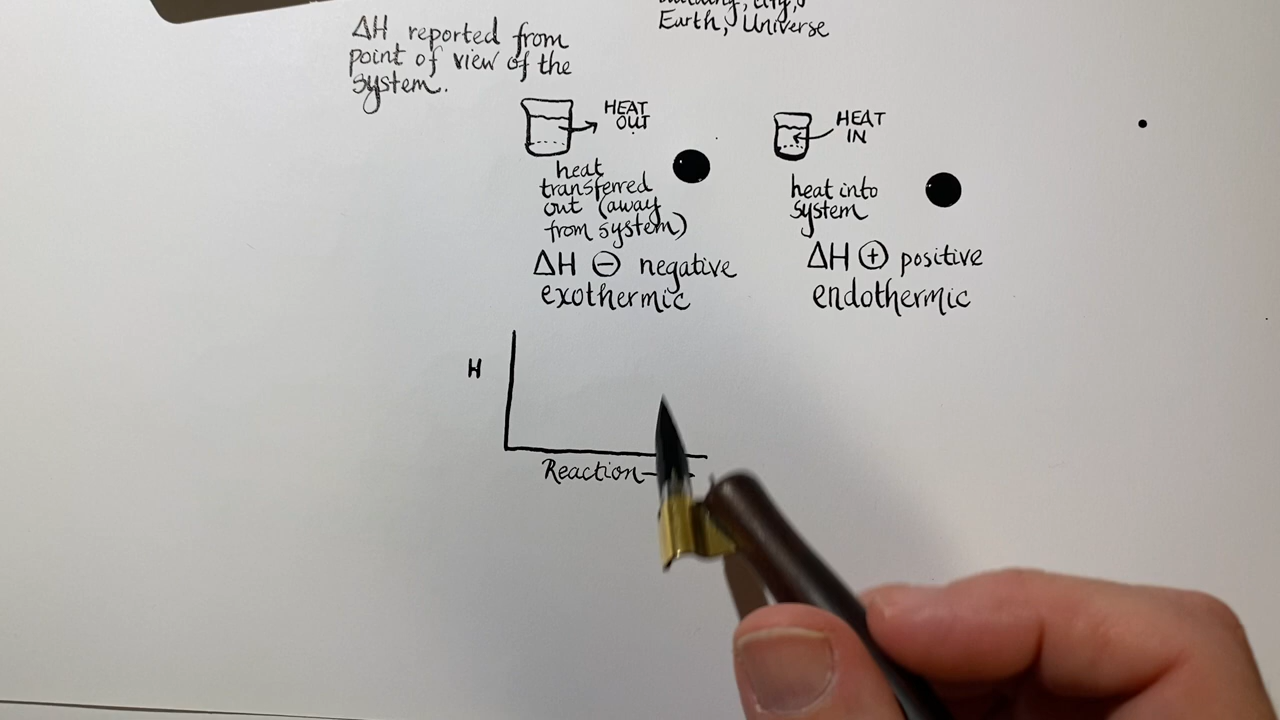 Earth, Universe
ΔH reported from
point of view of the
system.
HEAT
OUT
heat
transferred
out (away
from system)
ΔH ⊖ negative
exothermic
HEAT
IN
heat into
system
ΔH ⊕ positive
endothermic
H
Reaction